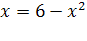 x = 6 − x²